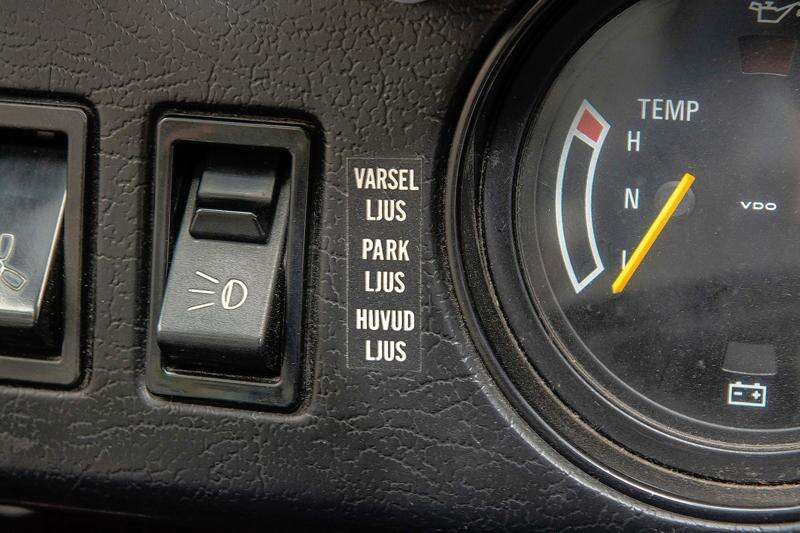 VARSEL
LJUS
PARK
LJUS
HUVUD
LJUS
TEMP
H
N
VDO